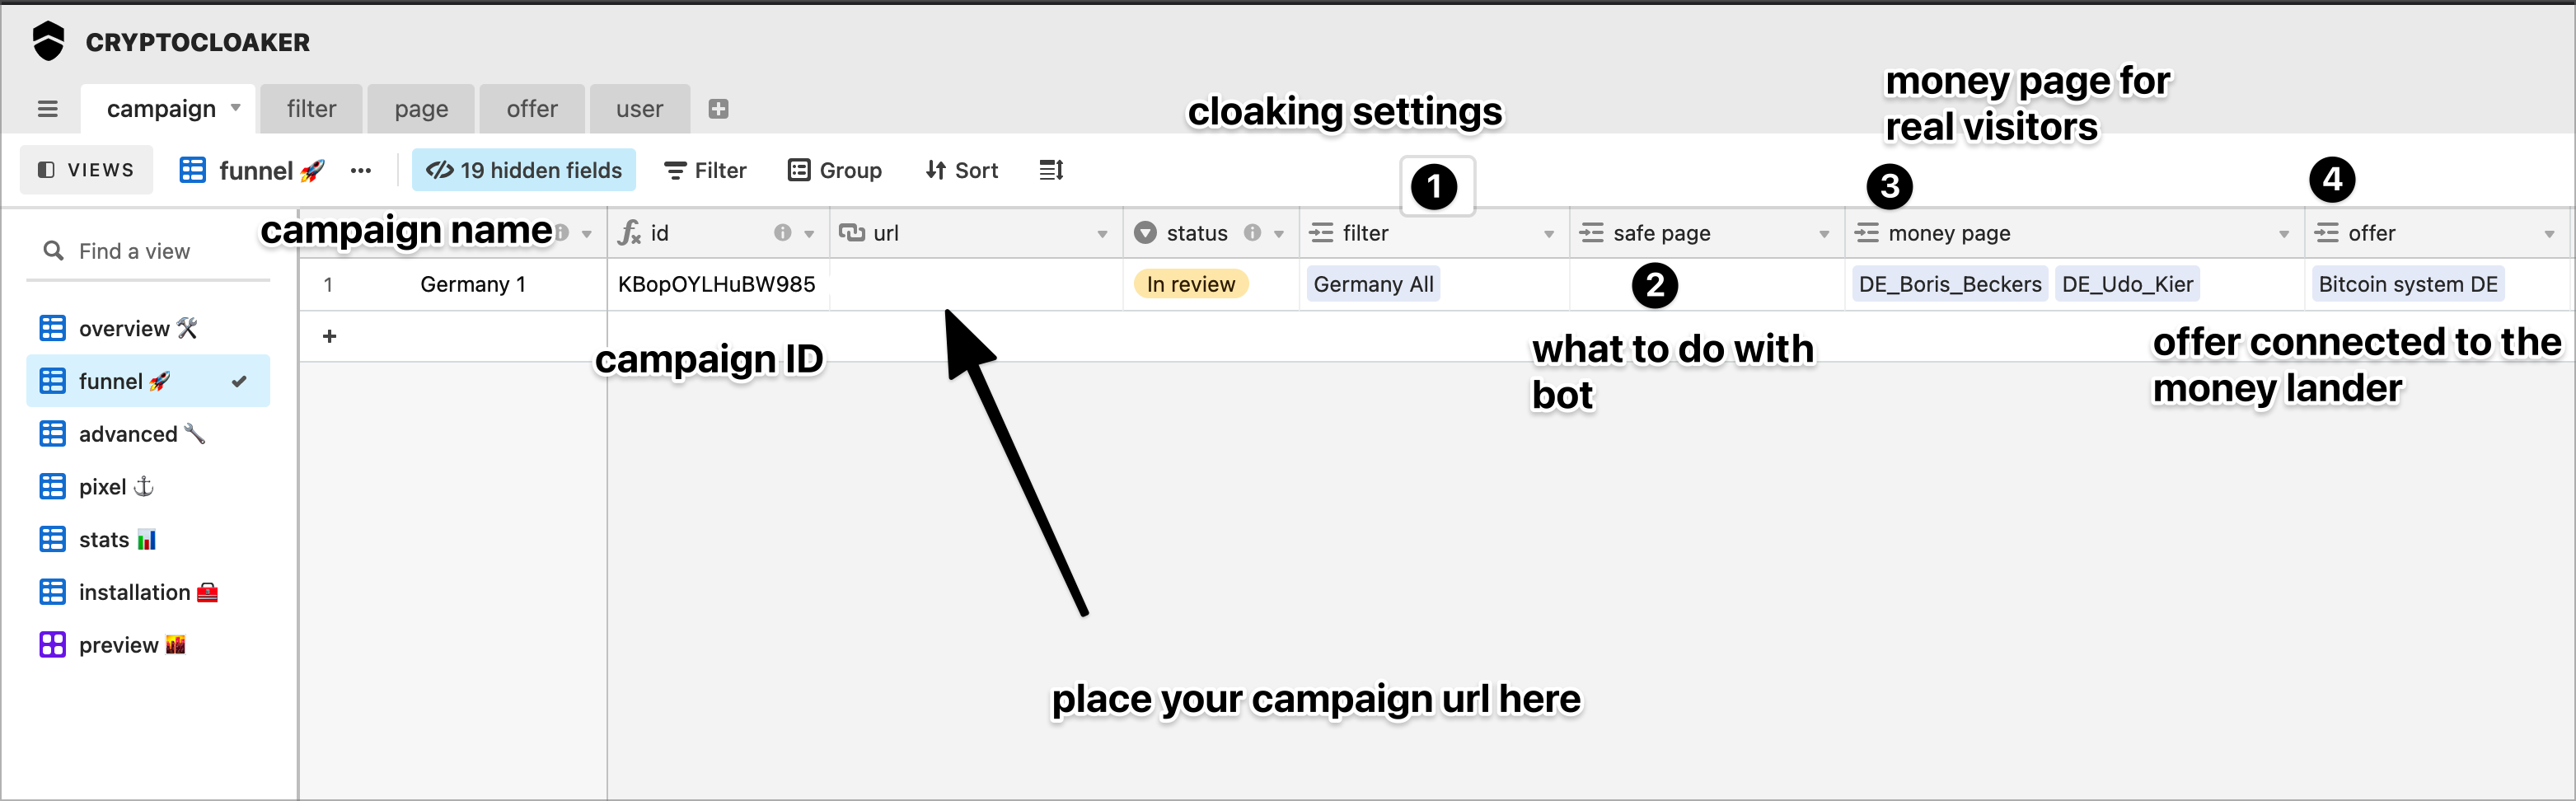 CRYPTOCLOAKER
money page for
real visitors
cloaking settings
campaign filter page offer user
VIEWS funnel 🚀 19 hidden fields Filter Group Sort
1 3 4
campaign name id url status filter safe page money page offer
Find a view
1 Germany 1 KBopOYLHuBW985 In review Germany All 2 DE_Boris_Beckers DE_Udo_Kier Bitcoin system DE
overview 🛠
funnel 🚀
advanced 🔧
pixel ⚓
stats 📊
installation 🧰
preview 🌇
campaign ID
what to do with
bot
offer connected to the
money lander
place your campaign url here